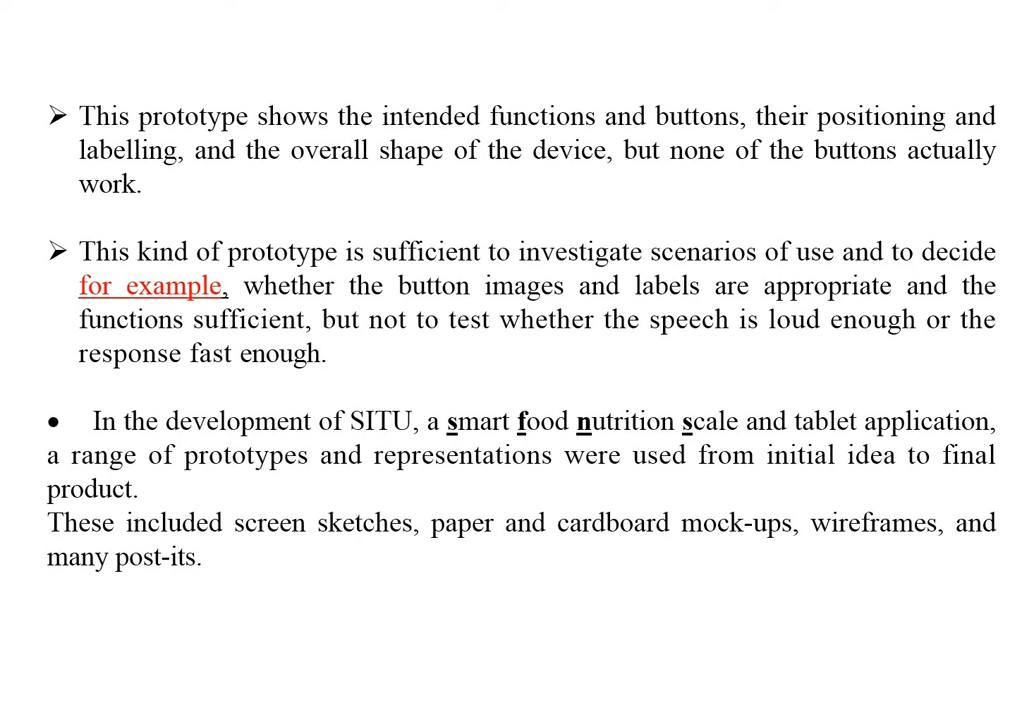 ➢ This prototype shows the intended functions and buttons, their positioning and
labelling, and the overall shape of the device, but none of the buttons actually
work.
➢ This kind of prototype is sufficient to investigate scenarios of use and to decide
for example, whether the button images and labels are appropriate and the
functions sufficient, but not to test whether the speech is loud enough or the
response fast enough.
• In the development of SITU, a smart food nutrition scale and tablet application,
a range of prototypes and representations were used from initial idea to final
product.
These included screen sketches, paper and cardboard mock-ups, wireframes, and
many post-its.